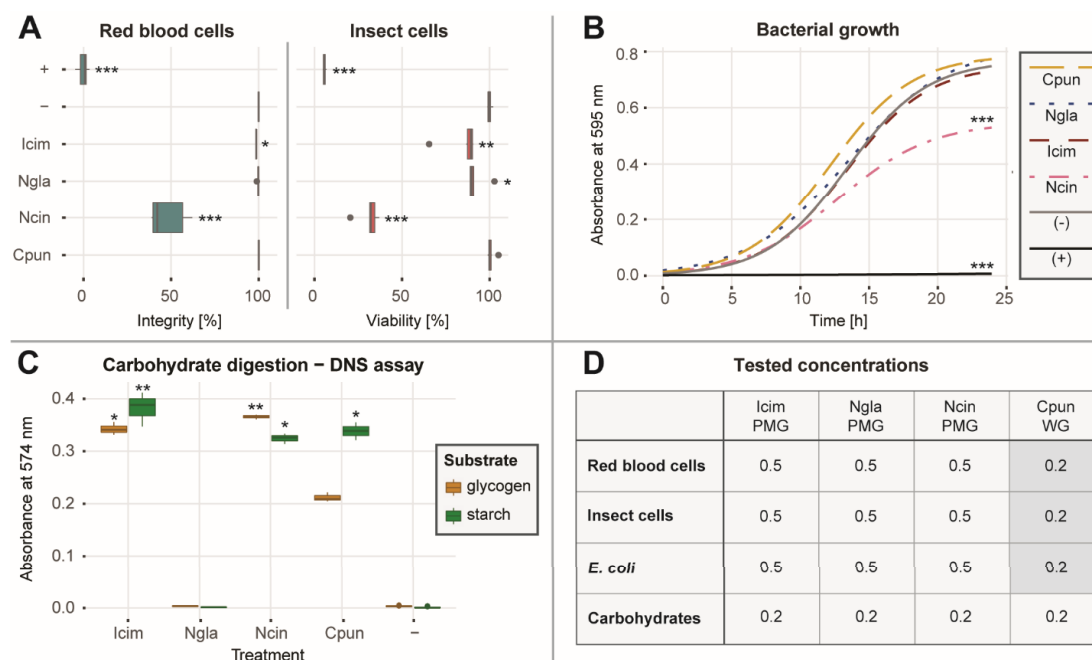 A
Red blood cells
Insect cells
+
−
Icim
Ngla
Ncin
Cpun
***
*
***
***
**
*
***
0
50
100
0
50
100
Integrity [%]
Viability [%]
B
Bacterial growth
Absorbance at 595 nm
0.8
0.6
0.4
0.2
0.0
***
***
0
5
10
15
20
25
Time [h]
Cpun
Ngla
Icim
Ncin
(-)
(+)
C
Carbohydrate digestion − DNS assay
Absorbance at 574 nm
0.4
0.3
0.2
0.1
0.0
*
**
**
*
*
Substrate
glycogen
starch
Icim
Ngla
Ncin
Cpun
−
Treatment
D
Tested concentrations
Icim PMG
Ngla PMG
Ncin PMG
Cpun WG
Red blood cells 0.5 0.5 0.5 0.2
Insect cells 0.5 0.5 0.5 0.2
E. coli 0.5 0.5 0.5 0.2
Carbohydrates 0.2 0.2 0.2 0.2